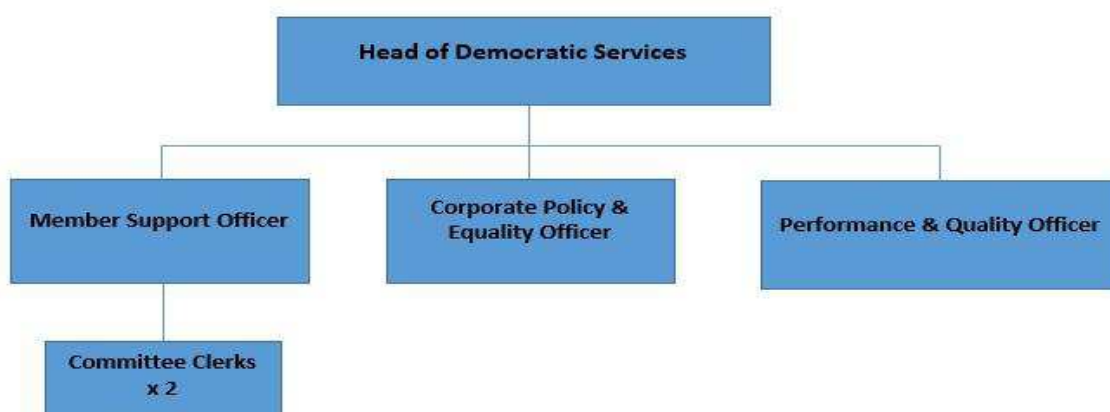 Head of Democratic Services
Member Support Officer
Corporate Policy &
Equality Officer
Performance & Quality Officer
Committee Clerks
x 2